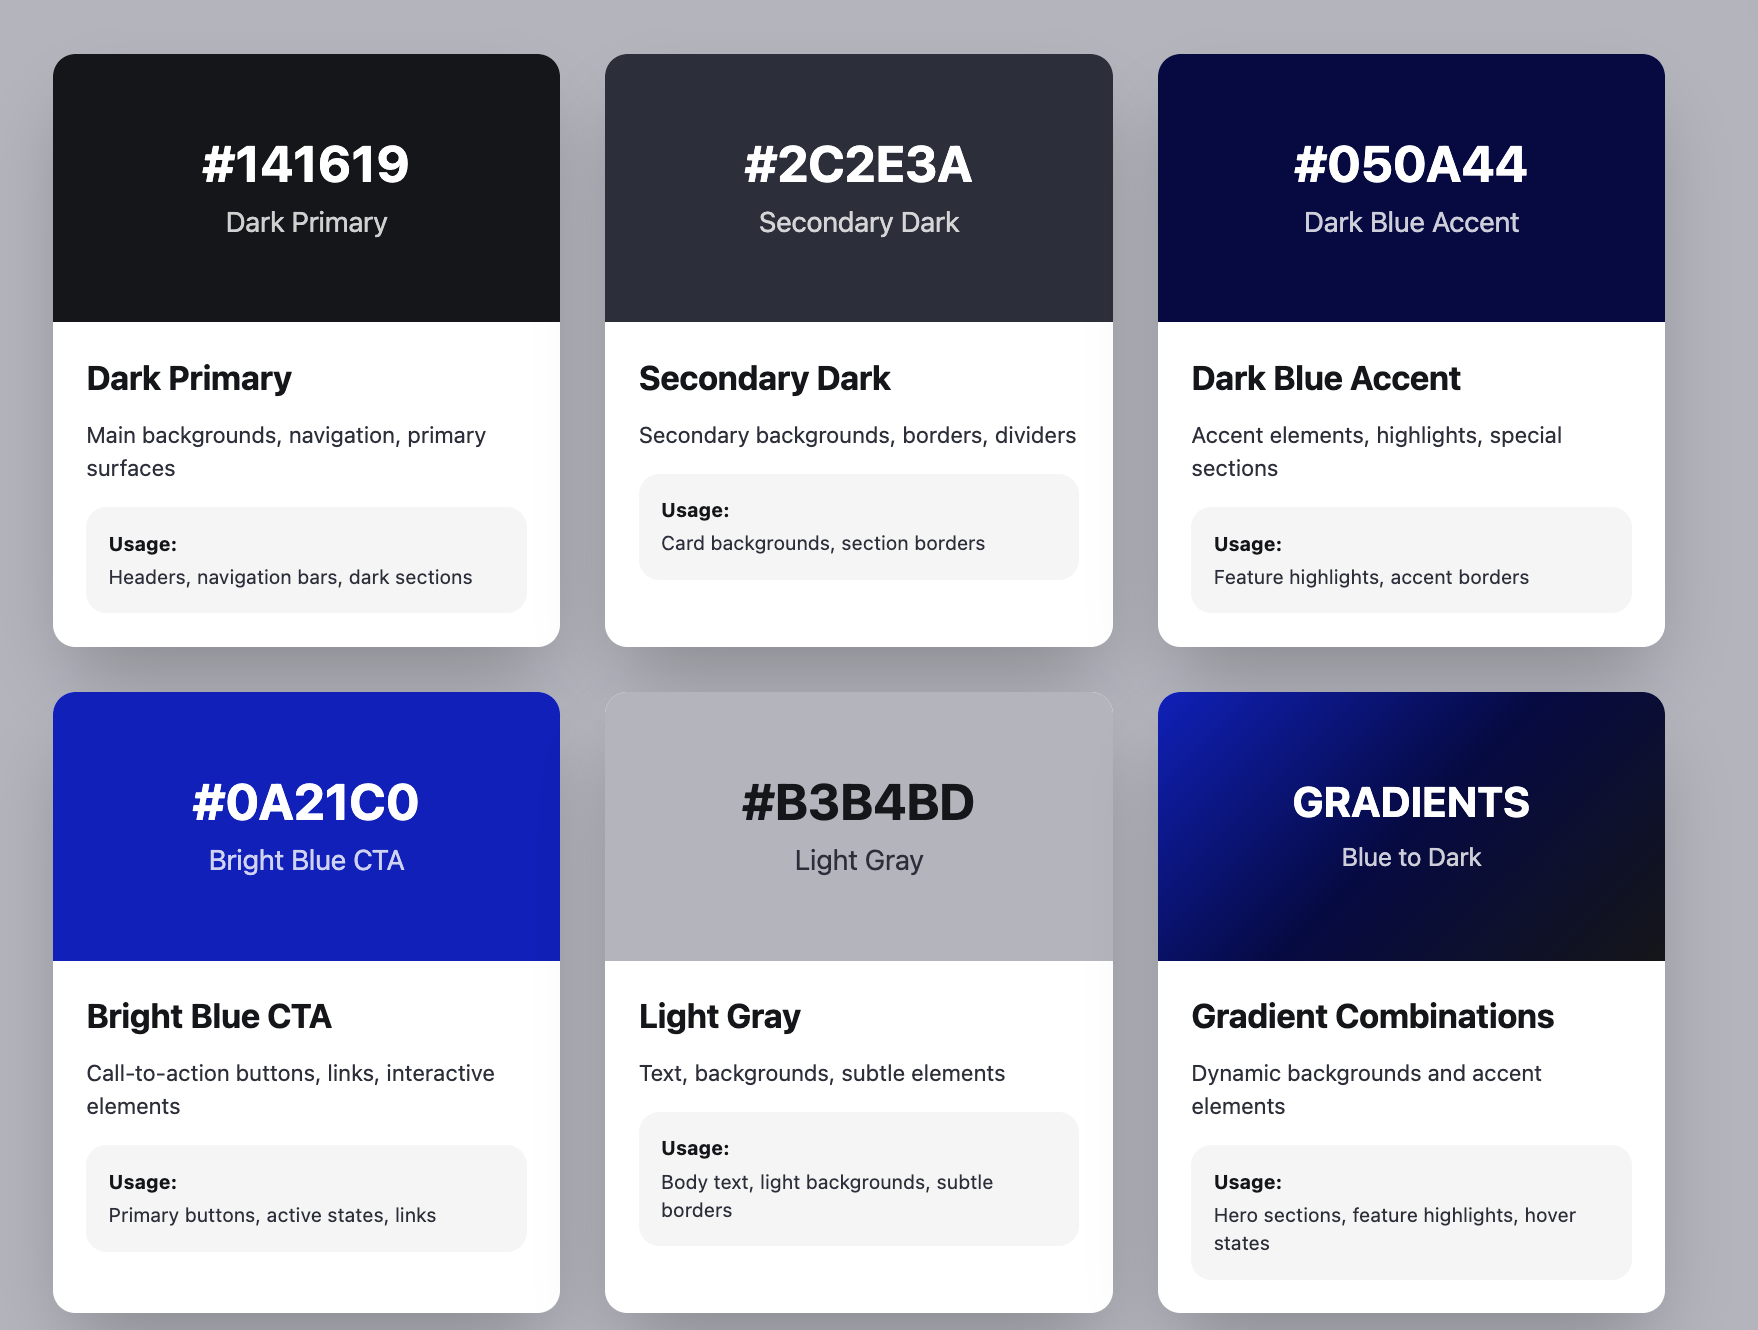 #141619
Dark Primary
Dark Primary
Main backgrounds, navigation, primary
surfaces
Usage:
Headers, navigation bars, dark sections
#2C2E3A
Secondary Dark
Secondary Dark
Secondary backgrounds, borders, dividers
Usage:
Card backgrounds, section borders
#050A44
Dark Blue Accent
Dark Blue Accent
Accent elements, highlights, special
sections
Usage:
Feature highlights, accent borders
#0A21C0
Bright Blue CTA
Bright Blue CTA
Call-to-action buttons, links, interactive
elements
Usage:
Primary buttons, active states, links
#B3B4BD
Light Gray
Light Gray
Text, backgrounds, subtle elements
Usage:
Body text, light backgrounds, subtle
borders
GRADIENTS
Blue to Dark
Gradient Combinations
Dynamic backgrounds and accent
elements
Usage:
Hero sections, feature highlights, hover
states